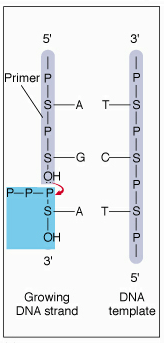 5' 3'
Primer
P P
S A T S
P P
S G C S
OH
P P P P
S A T S
OH P
3' 5'
Growing DNA
DNA strand template